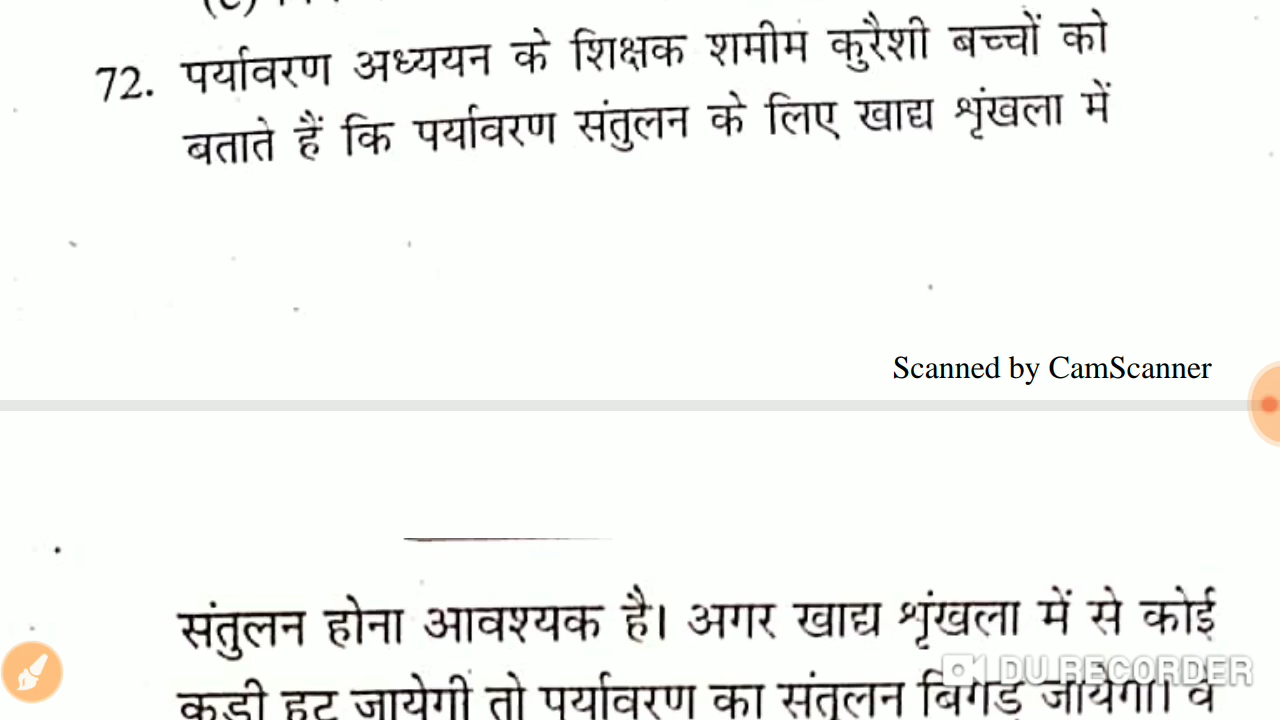 72. पर्यावरण अध्ययन के शिक्षक शमीम कुरैशी बच्चों को
बताते हैं कि पर्यावरण संतुलन के लिए खाद्य शृंखला में
Scanned by CamScanner
संतुलन होना आवश्यक है। अगर खाद्य शृंखला में से कोई
DU RECORDER
कड़ी हट जायेगी तो पर्यावरण का संतुलन बिगड़ जायेगा। वे